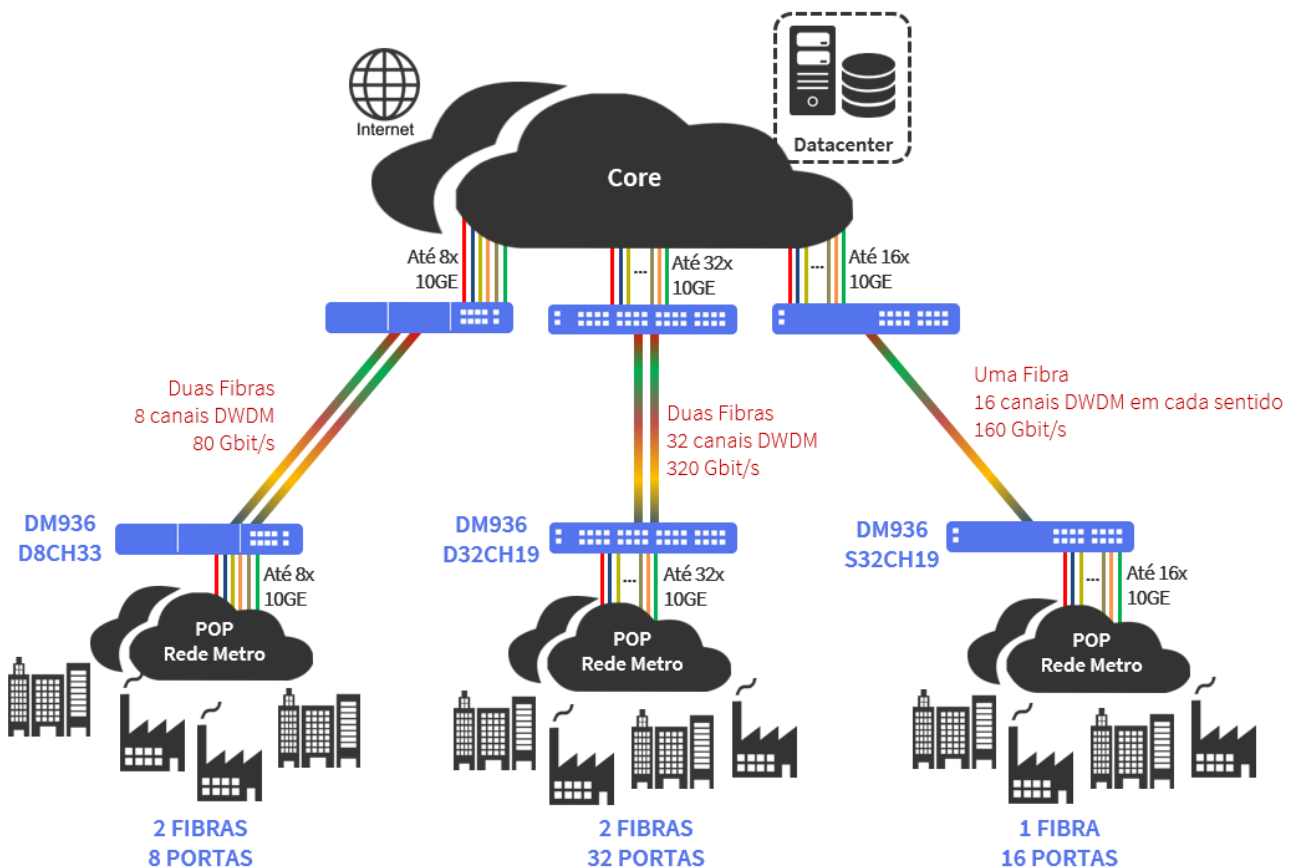 Internet
Datacenter
Core
Até 8x
10GE
Até 32x
10GE
Até 16x
10GE
Duas Fibras
8 canais DWDM
80 Gbit/s
Duas Fibras
32 canais DWDM
320 Gbit/s
Uma Fibra
16 canais DWDM em cada sentido
160 Gbit/s
DM936
D8CH33
DM936
D32CH19
DM936
S32CH19
Até 8x
10GE
Até 32x
10GE
Até 16x
10GE
POP
Rede Metro
POP
Rede Metro
POP
Rede Metro
2 FIBRAS
8 PORTAS
2 FIBRAS
32 PORTAS
1 FIBRA
16 PORTAS